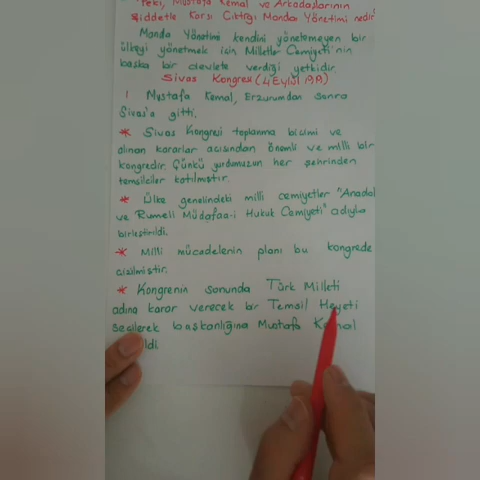 Peki, Mustafa Kemal ve Arkadaşlarının
şiddetle Karşı Çıktığı Manda Yönetimi nedir
Manda Yönetimi kendini yönetemeyen bir
ülkeyi yönetmek için Milletler Cemiyeti'nin
başka bir devlete verdiği yetkidir.
Sivas Kongresi (4 Eylül 1919)
! Mustafa Kemal, Erzurumdan sonra
Sivas'a gitti.
* Sivas Kongresi toplanma biçimi ve
alınan kararlar açısından önemli ve milli bir
kongredir. Çünkü yurdumuzun her şehrinden
temsilciler katılmıştır.
* Ülke genelindeki milli cemiyetler "Anadol
ve Rumeli Müdafaa-i Hukuk Cemiyeti" adıyla
birleştirildi.
* Milli mücadelenin planı bu kongrede
çizilmiştir.
* Kongrenin sonunda Türk Milleti
adına karar verecek bir Temsil Heyeti
seçilerek başkanlığına Mustafa Kemal
ildi.